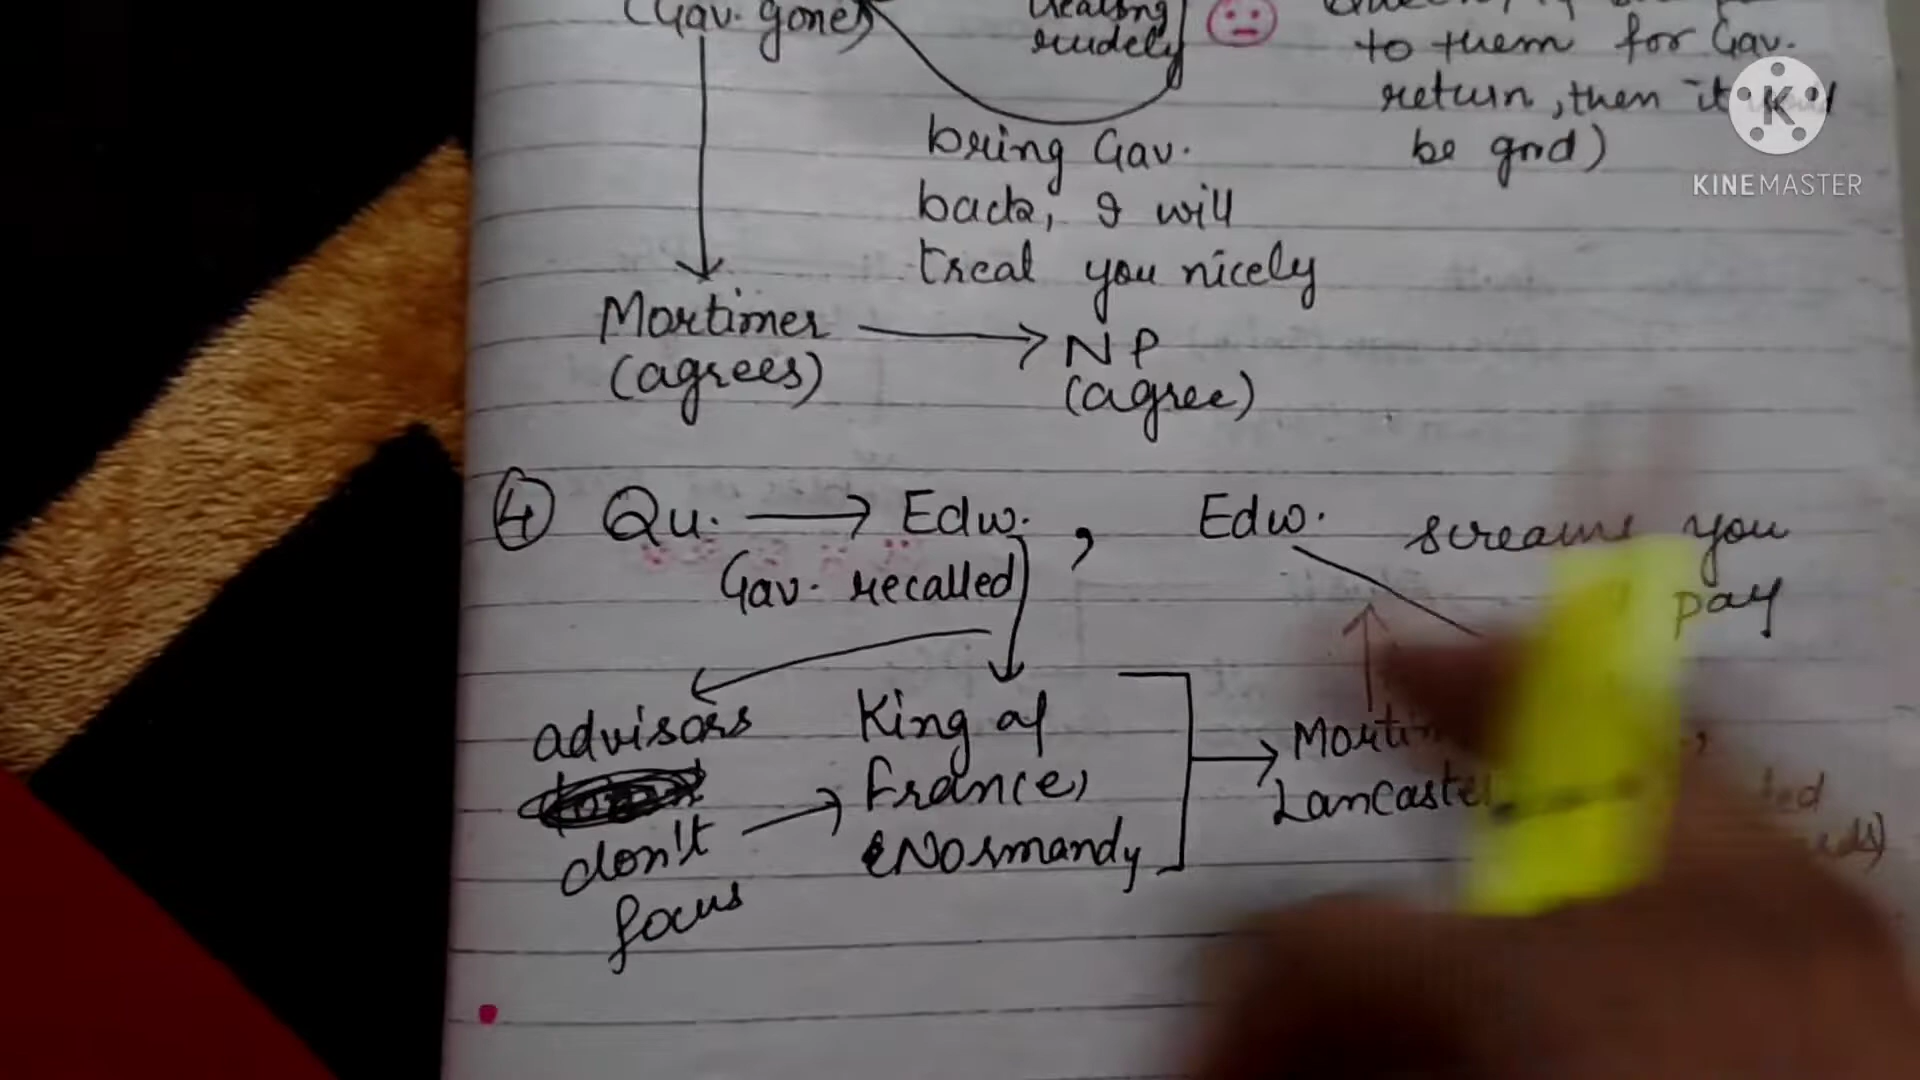 (Gav. gone)
rudely
to them for Gav.
return, then it
be good)
K
KINEMASTER
bring Gav.
back, I will
treat you nicely
Mortimer → NP
(agrees) (agree)
④ Qu. → Edw. , Edw. screams you
Gav. recalled pay
advisors King of
don't → France,
Normandy
focus
Lancaster